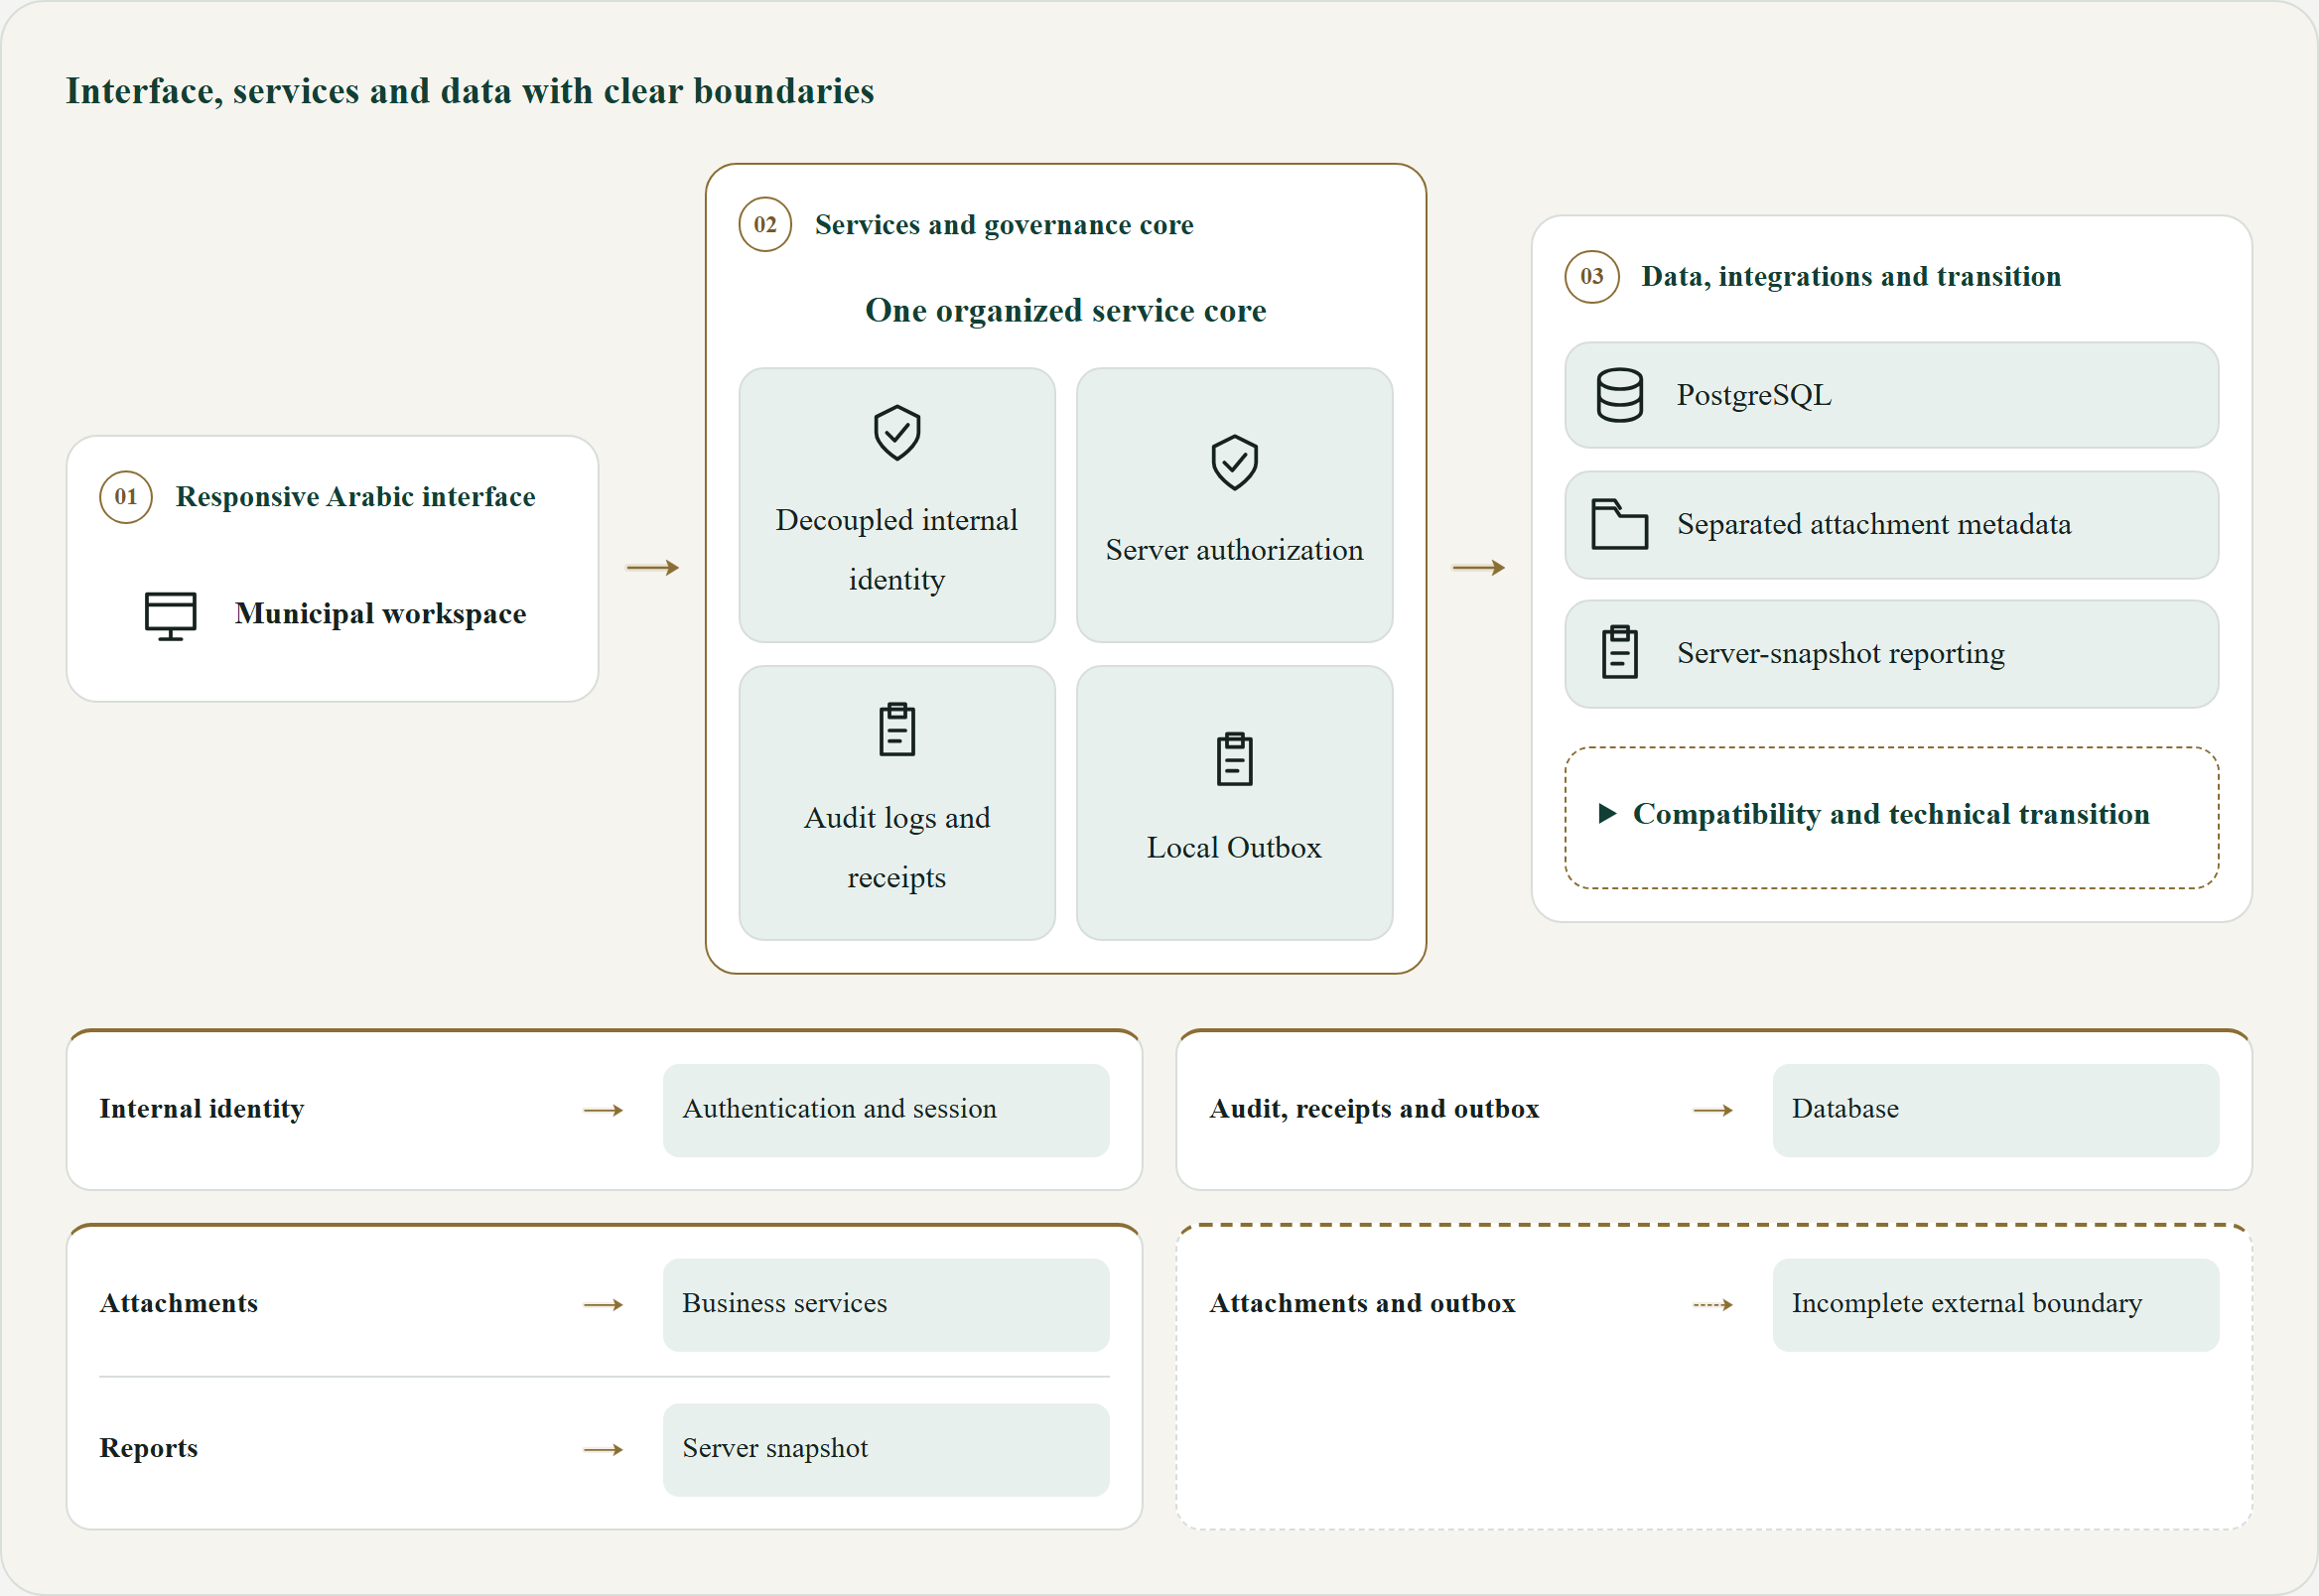 Interface, services and data with clear boundaries
01
Responsive Arabic interface
Municipal workspace
02
Services and governance core
One organized service core
Decoupled internal
identity
Server authorization
Audit logs and
receipts
Local Outbox
03
Data, integrations and transition
PostgreSQL
Separated attachment metadata
Server-snapshot reporting
Compatibility and technical transition
Internal identity
Authentication and session
Audit, receipts and outbox
Database
Attachments
Business services
Reports
Server snapshot
Attachments and outbox
Incomplete external boundary